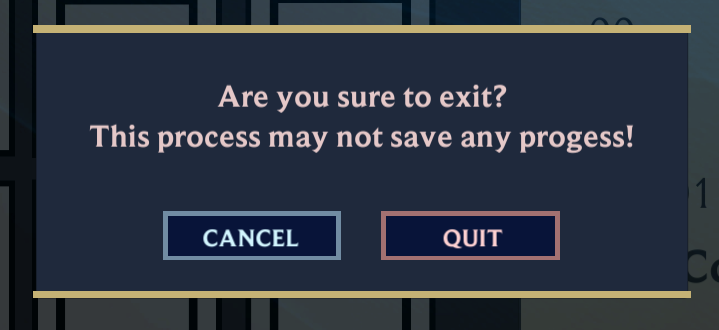 Are you sure to exit?
This process may not save any progess!
CANCEL
QUIT